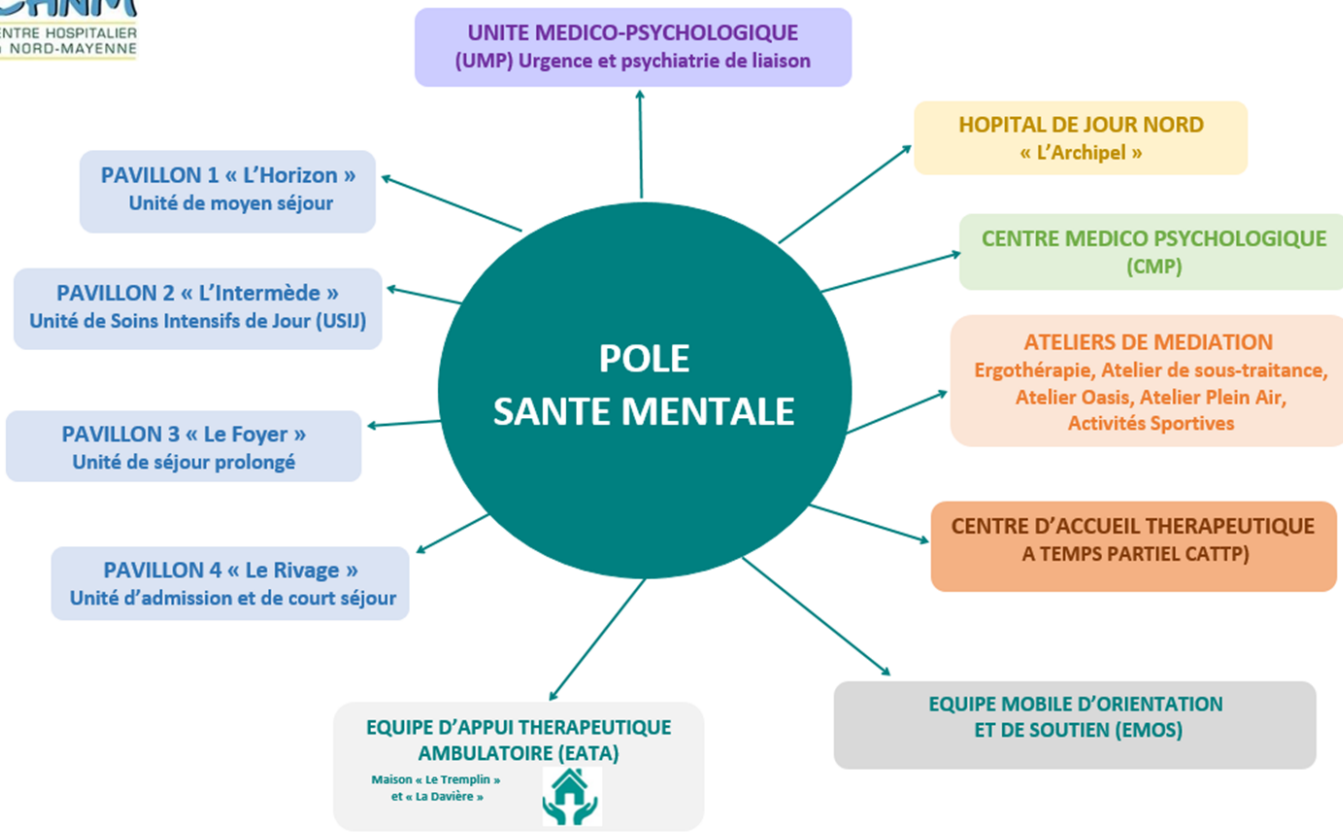 CHNM
CENTRE HOSPITALIER
NORD-MAYENNE
UNITE MEDICO-PSYCHOLOGIQUE
(UMP) Urgence et psychiatrie de liaison
HOPITAL DE JOUR NORD
« L’Archipel »
PAVILLON 1 « L’Horizon »
Unité de moyen séjour
CENTRE MEDICO PSYCHOLOGIQUE
(CMP)
PAVILLON 2 « L’Intermède »
Unité de Soins Intensifs de Jour (USIJ)
ATELIERS DE MEDIATION
Ergothérapie, Atelier de sous-traitance,
Atelier Oasis, Atelier Plein Air,
Activités Sportives
POLE
SANTE MENTALE
PAVILLON 3 « Le Foyer »
Unité de séjour prolongé
CENTRE D’ACCUEIL THERAPEUTIQUE
A TEMPS PARTIEL CATTP)
PAVILLON 4 « Le Rivage »
Unité d’admission et de court séjour
EQUIPE MOBILE D’ORIENTATION
ET DE SOUTIEN (EMOS)
EQUIPE D’APPUI THERAPEUTIQUE
AMBULATOIRE (EATA)
Maison « Le Tremplin »
et « La Davière »